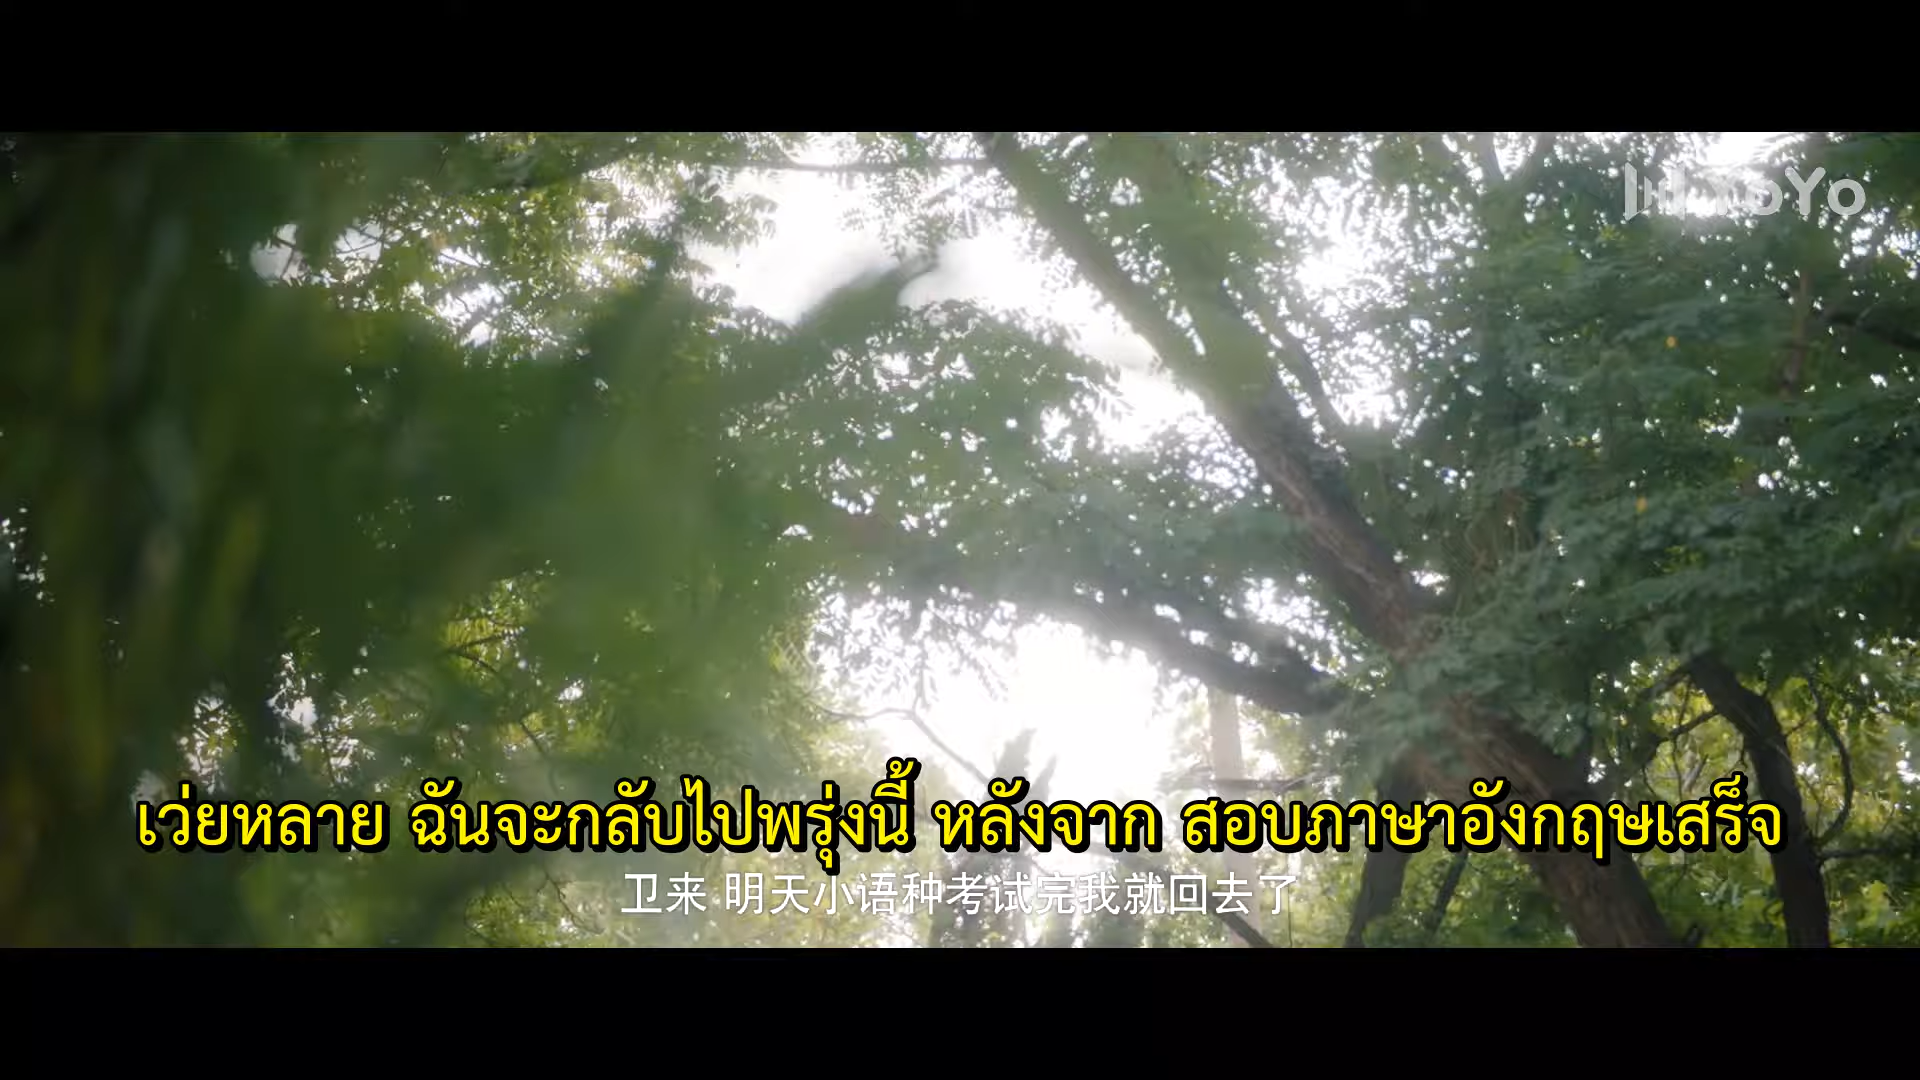 YoYo
เว่ยหลาย ฉันจะกลับไปพรุ่งนี้ หลังจาก สอบภาษาอังกฤษเสร็จ
卫来 明天小语种考试完我就回去了